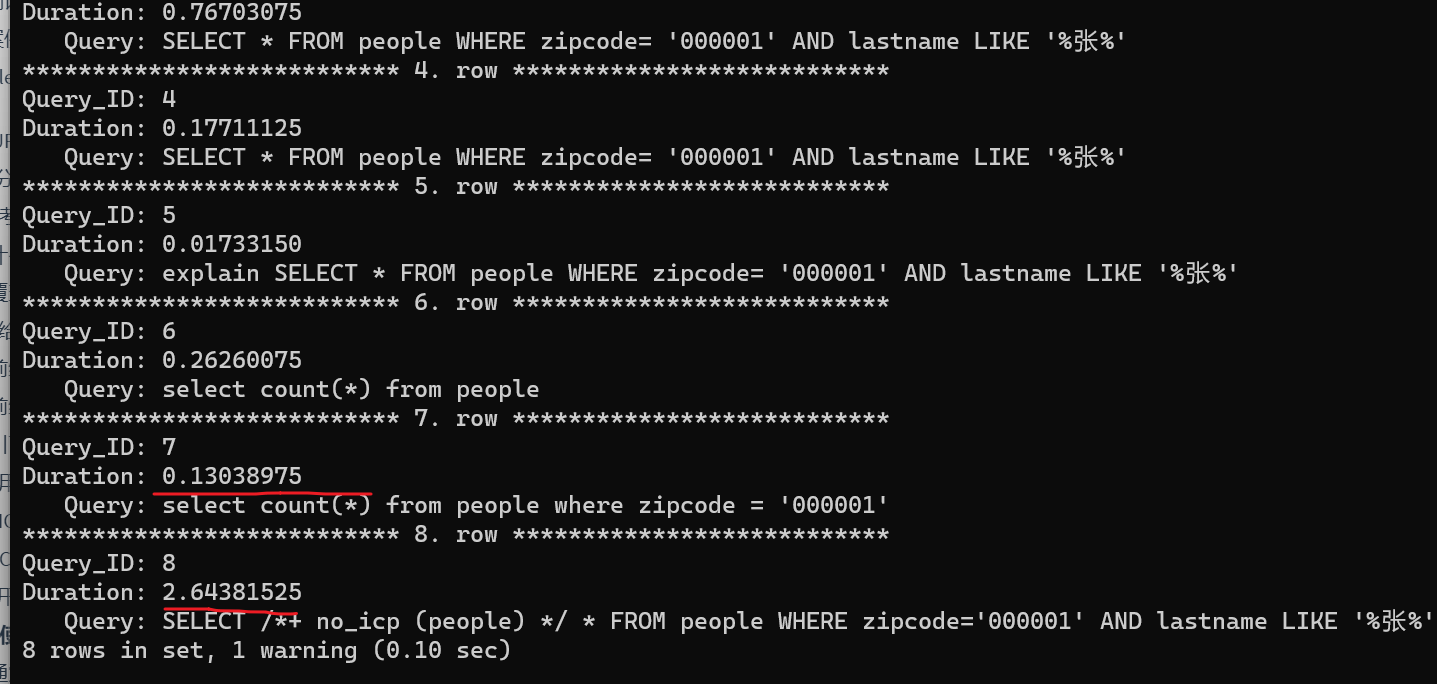 Duration: 0.76703075
Query: SELECT * FROM people WHERE zipcode= '000001' AND lastname LIKE '%张%'
*************************** 4. row ***************************
Query_ID: 4
Duration: 0.17711125
Query: SELECT * FROM people WHERE zipcode= '000001' AND lastname LIKE '%张%'
*************************** 5. row ***************************
Query_ID: 5
Duration: 0.01733150
Query: explain SELECT * FROM people WHERE zipcode= '000001' AND lastname LIKE '%张%'
*************************** 6. row ***************************
Query_ID: 6
Duration: 0.26260075
Query: select count(*) from people
*************************** 7. row ***************************
Query_ID: 7
Duration: 0.13038975
Query: select count(*) from people where zipcode = '000001'
*************************** 8. row ***************************
Query_ID: 8
Duration: 2.64381525
Query: SELECT /*+ no_icp (people) */ * FROM people WHERE zipcode='000001' AND lastname LIKE '%张%'
8 rows in set, 1 warning (0.10 sec)